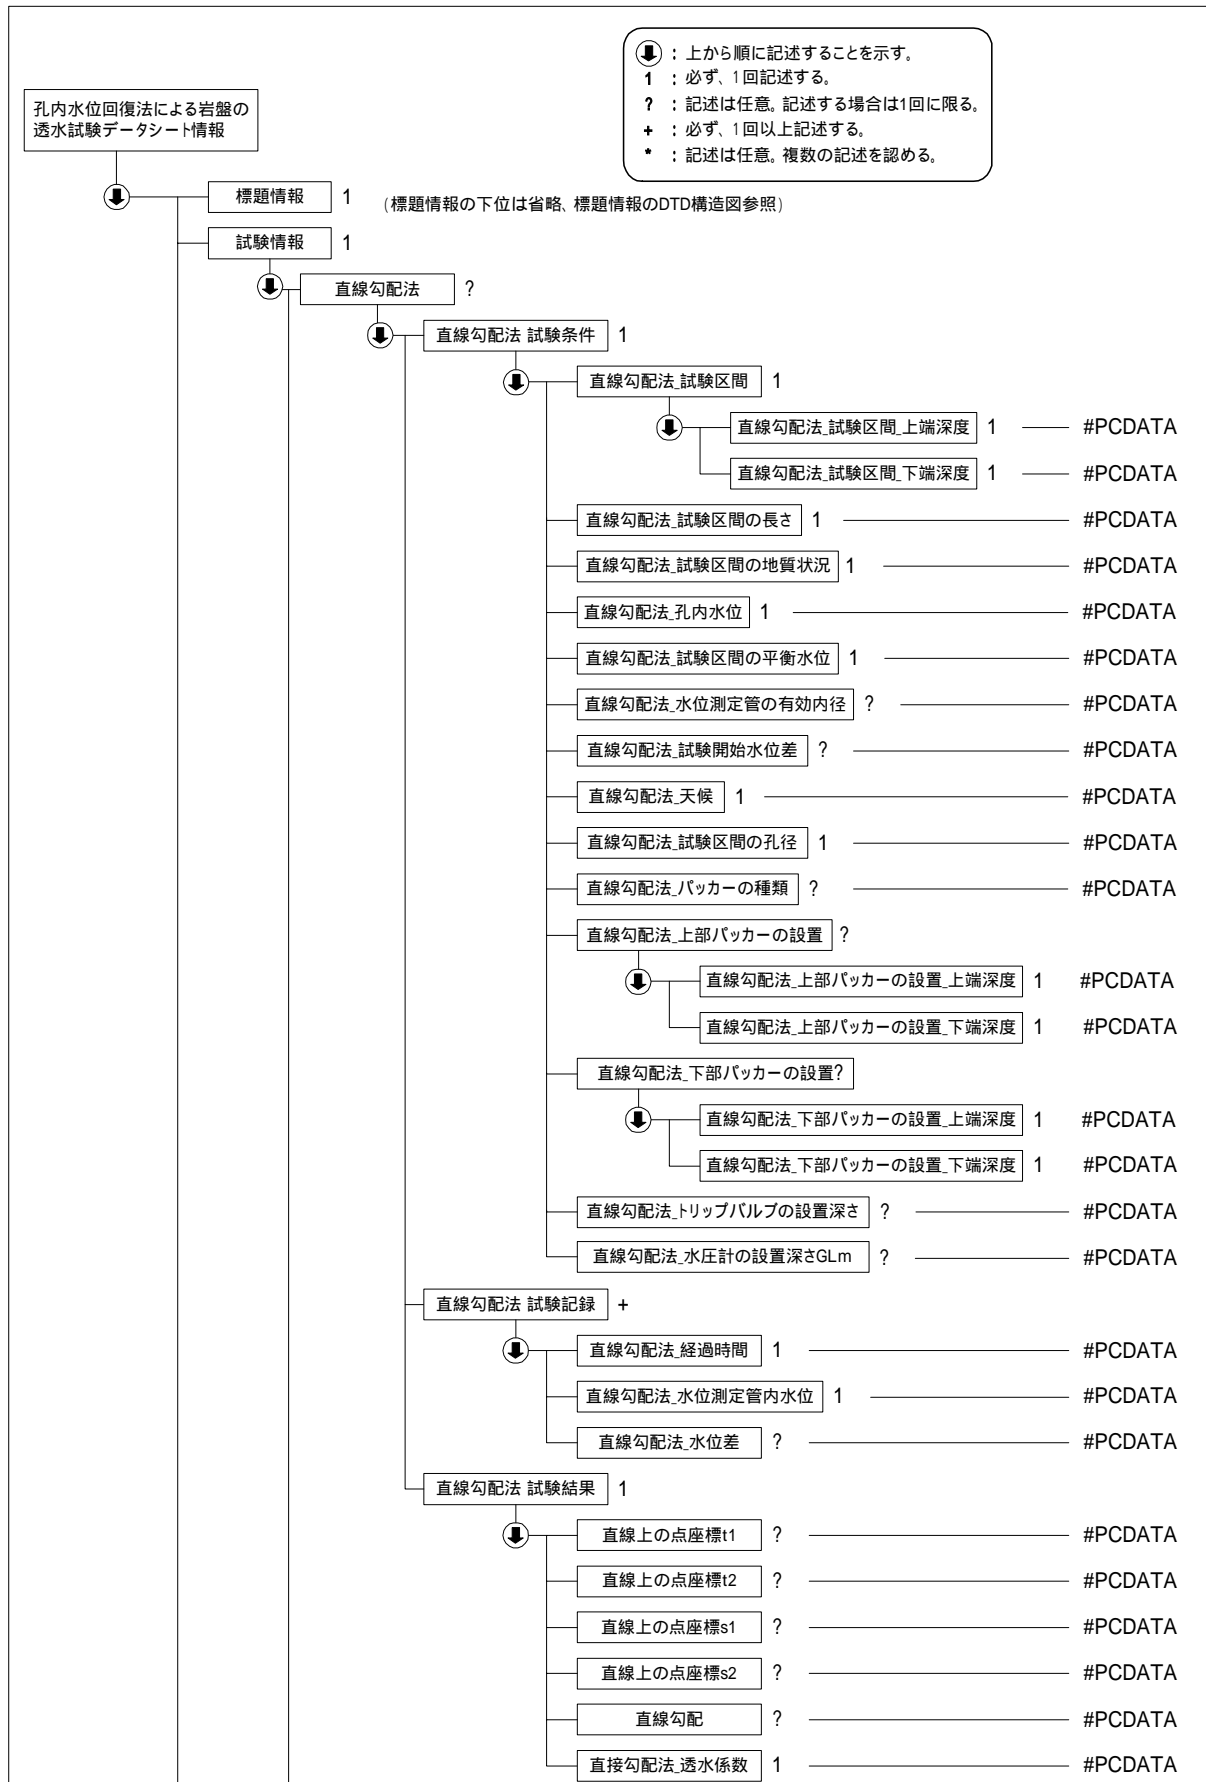 : 上から順に記述することを示す。
1 : 必ず、1回記述する。
? : 記述は任意。記述する場合は1回に限る。
+ : 必ず、1回以上記述する。
* : 記述は任意。複数の記述を認める。
孔内水位回復法による岩盤の
透水試験データシート情報
標題情報 1 (標題情報の下位は省略、標題情報のDTD構造図参照)
試験情報 1
直線勾配法 ?
直線勾配法 試験条件 1
直線勾配法_試験区間 1
直線勾配法_試験区間_上端深度 1 #PCDATA
直線勾配法_試験区間_下端深度 1 #PCDATA
直線勾配法_試験区間の長さ 1 #PCDATA
直線勾配法_試験区間の地質状況 1 #PCDATA
直線勾配法_孔内水位 1 #PCDATA
直線勾配法_試験区間の平衡水位 1 #PCDATA
直線勾配法_水位測定管の有効内径 ? #PCDATA
直線勾配法_試験開始水位差 ? #PCDATA
直線勾配法_天候 1 #PCDATA
直線勾配法_試験区間の孔径 1 #PCDATA
直線勾配法_パッカーの種類 ? #PCDATA
直線勾配法_上部パッカーの設置 ?
直線勾配法_上部パッカーの設置_上端深度 1 #PCDATA
直線勾配法_上部パッカーの設置_下端深度 1 #PCDATA
直線勾配法_下部パッカーの設置?
直線勾配法_下部パッカーの設置_上端深度 1 #PCDATA
直線勾配法_下部パッカーの設置_下端深度 1 #PCDATA
直線勾配法_トリップバルブの設置深さ ? #PCDATA
直線勾配法_水圧計の設置深さGLm ? #PCDATA
直線勾配法 試験記録 +
直線勾配法_経過時間 1 #PCDATA
直線勾配法_水位測定管内水位 1 #PCDATA
直線勾配法_水位差 ? #PCDATA
直線勾配法 試験結果 1
直線上の点座標t1 ? #PCDATA
直線上の点座標t2 ? #PCDATA
直線上の点座標s1 ? #PCDATA
直線上の点座標s2 ? #PCDATA
直線勾配 ? #PCDATA
直接勾配法_透水係数 1 #PCDATA